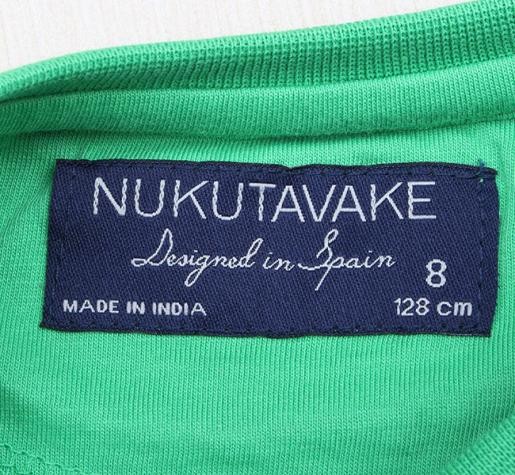 NUKUTAVAKE
Designed in Spain
8
MADE IN INDIA 128 cm